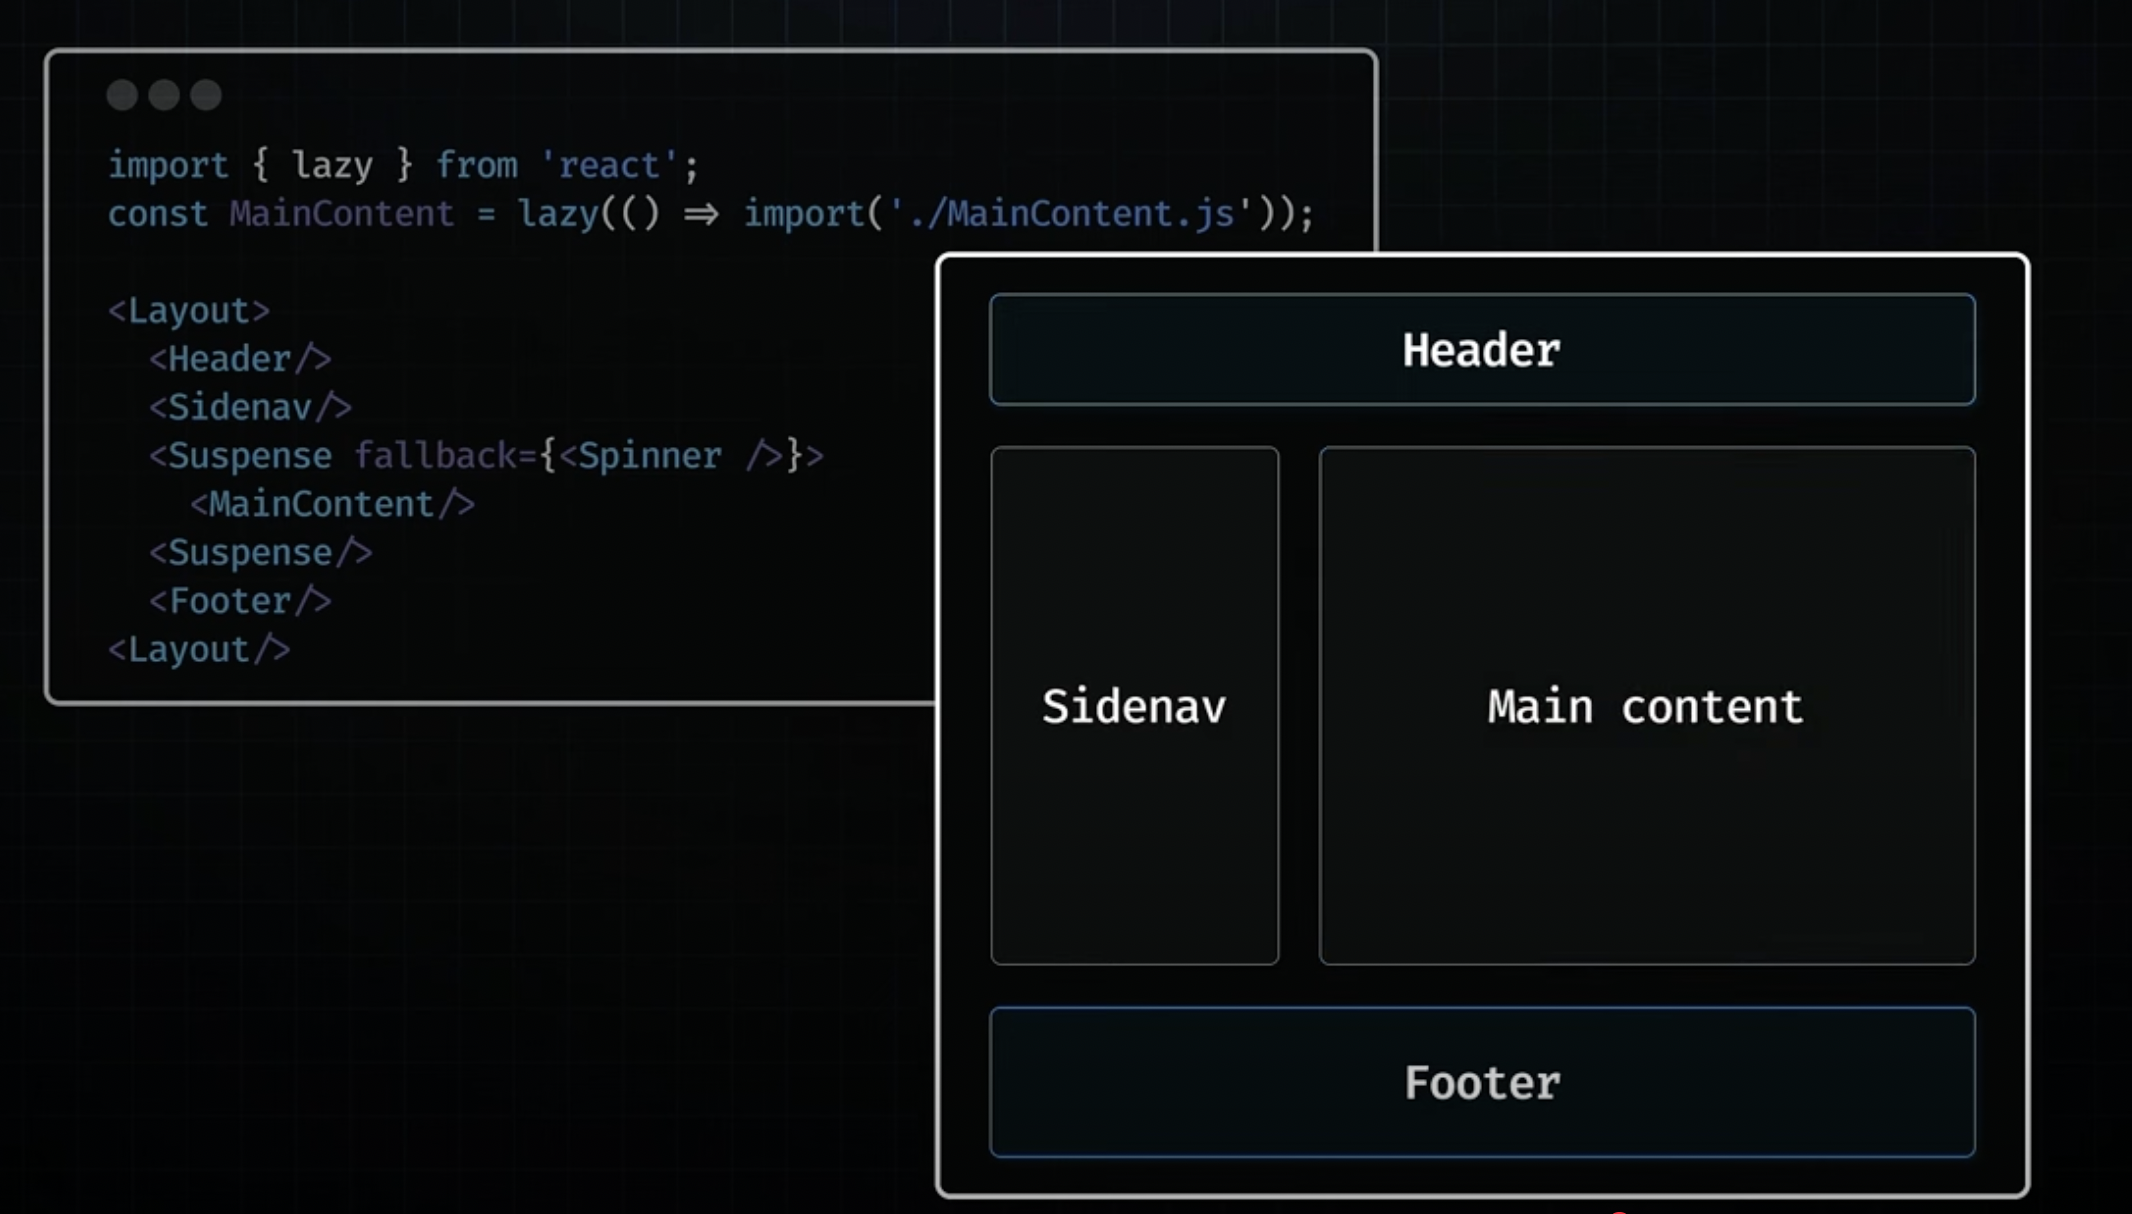 import { lazy } from 'react';
const MainContent = lazy(() => import('./MainContent.js'));
<Layout>
<Header/>
<Sidenav/>
<Suspense fallback={<Spinner />}>
<MainContent/>
<Suspense/>
<Footer/>
<Layout/>
Header
Sidenav
Main content
Footer